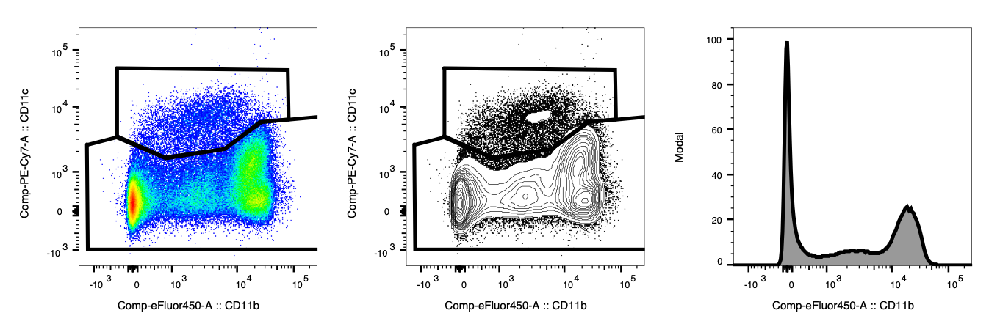 Comp-PE-Cy7-A :: CD11c
10^5
10^4
10^3
0
-10^3
-10^3 0 10^3 10^4 10^5
Comp-eFluor450-A :: CD11b
Comp-PE-Cy7-A :: CD11c
10^5
10^4
10^3
0
-10^3
-10^3 0 10^3 10^4 10^5
Comp-eFluor450-A :: CD11b
Modal
100
80
60
40
20
0
-10^3 0 10^3 10^4 10^5
Comp-eFluor450-A :: CD11b